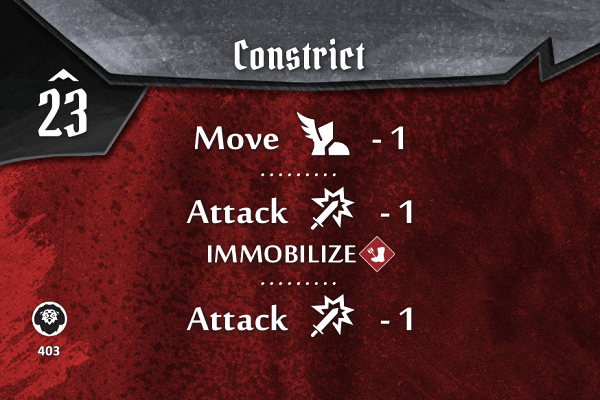 Constrict
23
Move - 1
Attack - 1
IMMOBILIZE
Attack - 1
403